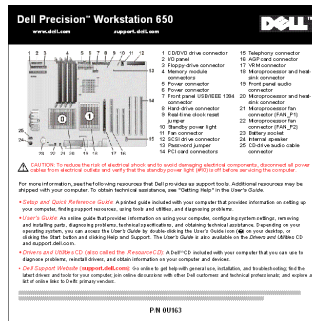 Dell Precision™ Workstation 650
www.dell.com
support.dell.com
DELL™
1 CD/DVD drive connector
2 I/O panel
3 Floppy-drive connector
4 Memory module connectors
5 Power connector
6 Power connector
7 Front panel USB/IEEE 1394 connector
8 Hard-drive connector
9 Real-time clock reset jumper
10 Standby power light
11 Fan connector
12 SCSI drive connector
13 Password jumper
14 PCI card connectors
15 Telephony connector
16 AGP card connector
17 VRM connector
18 Microprocessor and heat-sink connector
19 Front panel audio connector
20 Microprocessor and heat-sink connector
21 Microprocessor fan connector (FAN_P1)
22 Microprocessor fan connector (FAN_P2)
23 Battery socket
24 Internal speaker
25 CD-drive audio cable connector
CAUTION: To reduce the risk of electrical shock and to avoid damaging electronic components, disconnect all power
cables from electrical outlets and verify that the standby power light (#10) is off before servicing the computer.
For more information, see the following resources that Dell provides as support tools. Additional resources may be
shipped with your computer. To obtain technical assistance, see "Getting Help" in the User's Guide.
• Setup and Quick Reference Guide A printed guide included with your computer that provides information on setting up
your computer, finding support resources, using tools and utilities, and diagnosing problems.
• User's Guide An online guide that provides information on using your computer, configuring system settings, removing
and installing parts, diagnosing problems, technical specifications, and obtaining technical assistance. Depending on your
operating system, you can access the User's Guide by double-clicking the User's Guide icon on your desktop, or
clicking the Start button and clicking Help and Support. The User's Guide is also available on the Drivers and Utilities CD
and support.dell.com.
• Drivers and Utilities CD (also called the Resource CD) A Dell™ CD included with your computer that you can use to
diagnose problems, reinstall drivers, and obtain information on your computer and devices.
• Dell Support Website (support.dell.com) Go online to get help with general use, installation, and troubleshooting; find the
latest drivers and tools for your computer; join online discussions with other Dell customers and technical professionals; and explore a
list of online links to Dell's primary vendors.
P/N 0U163